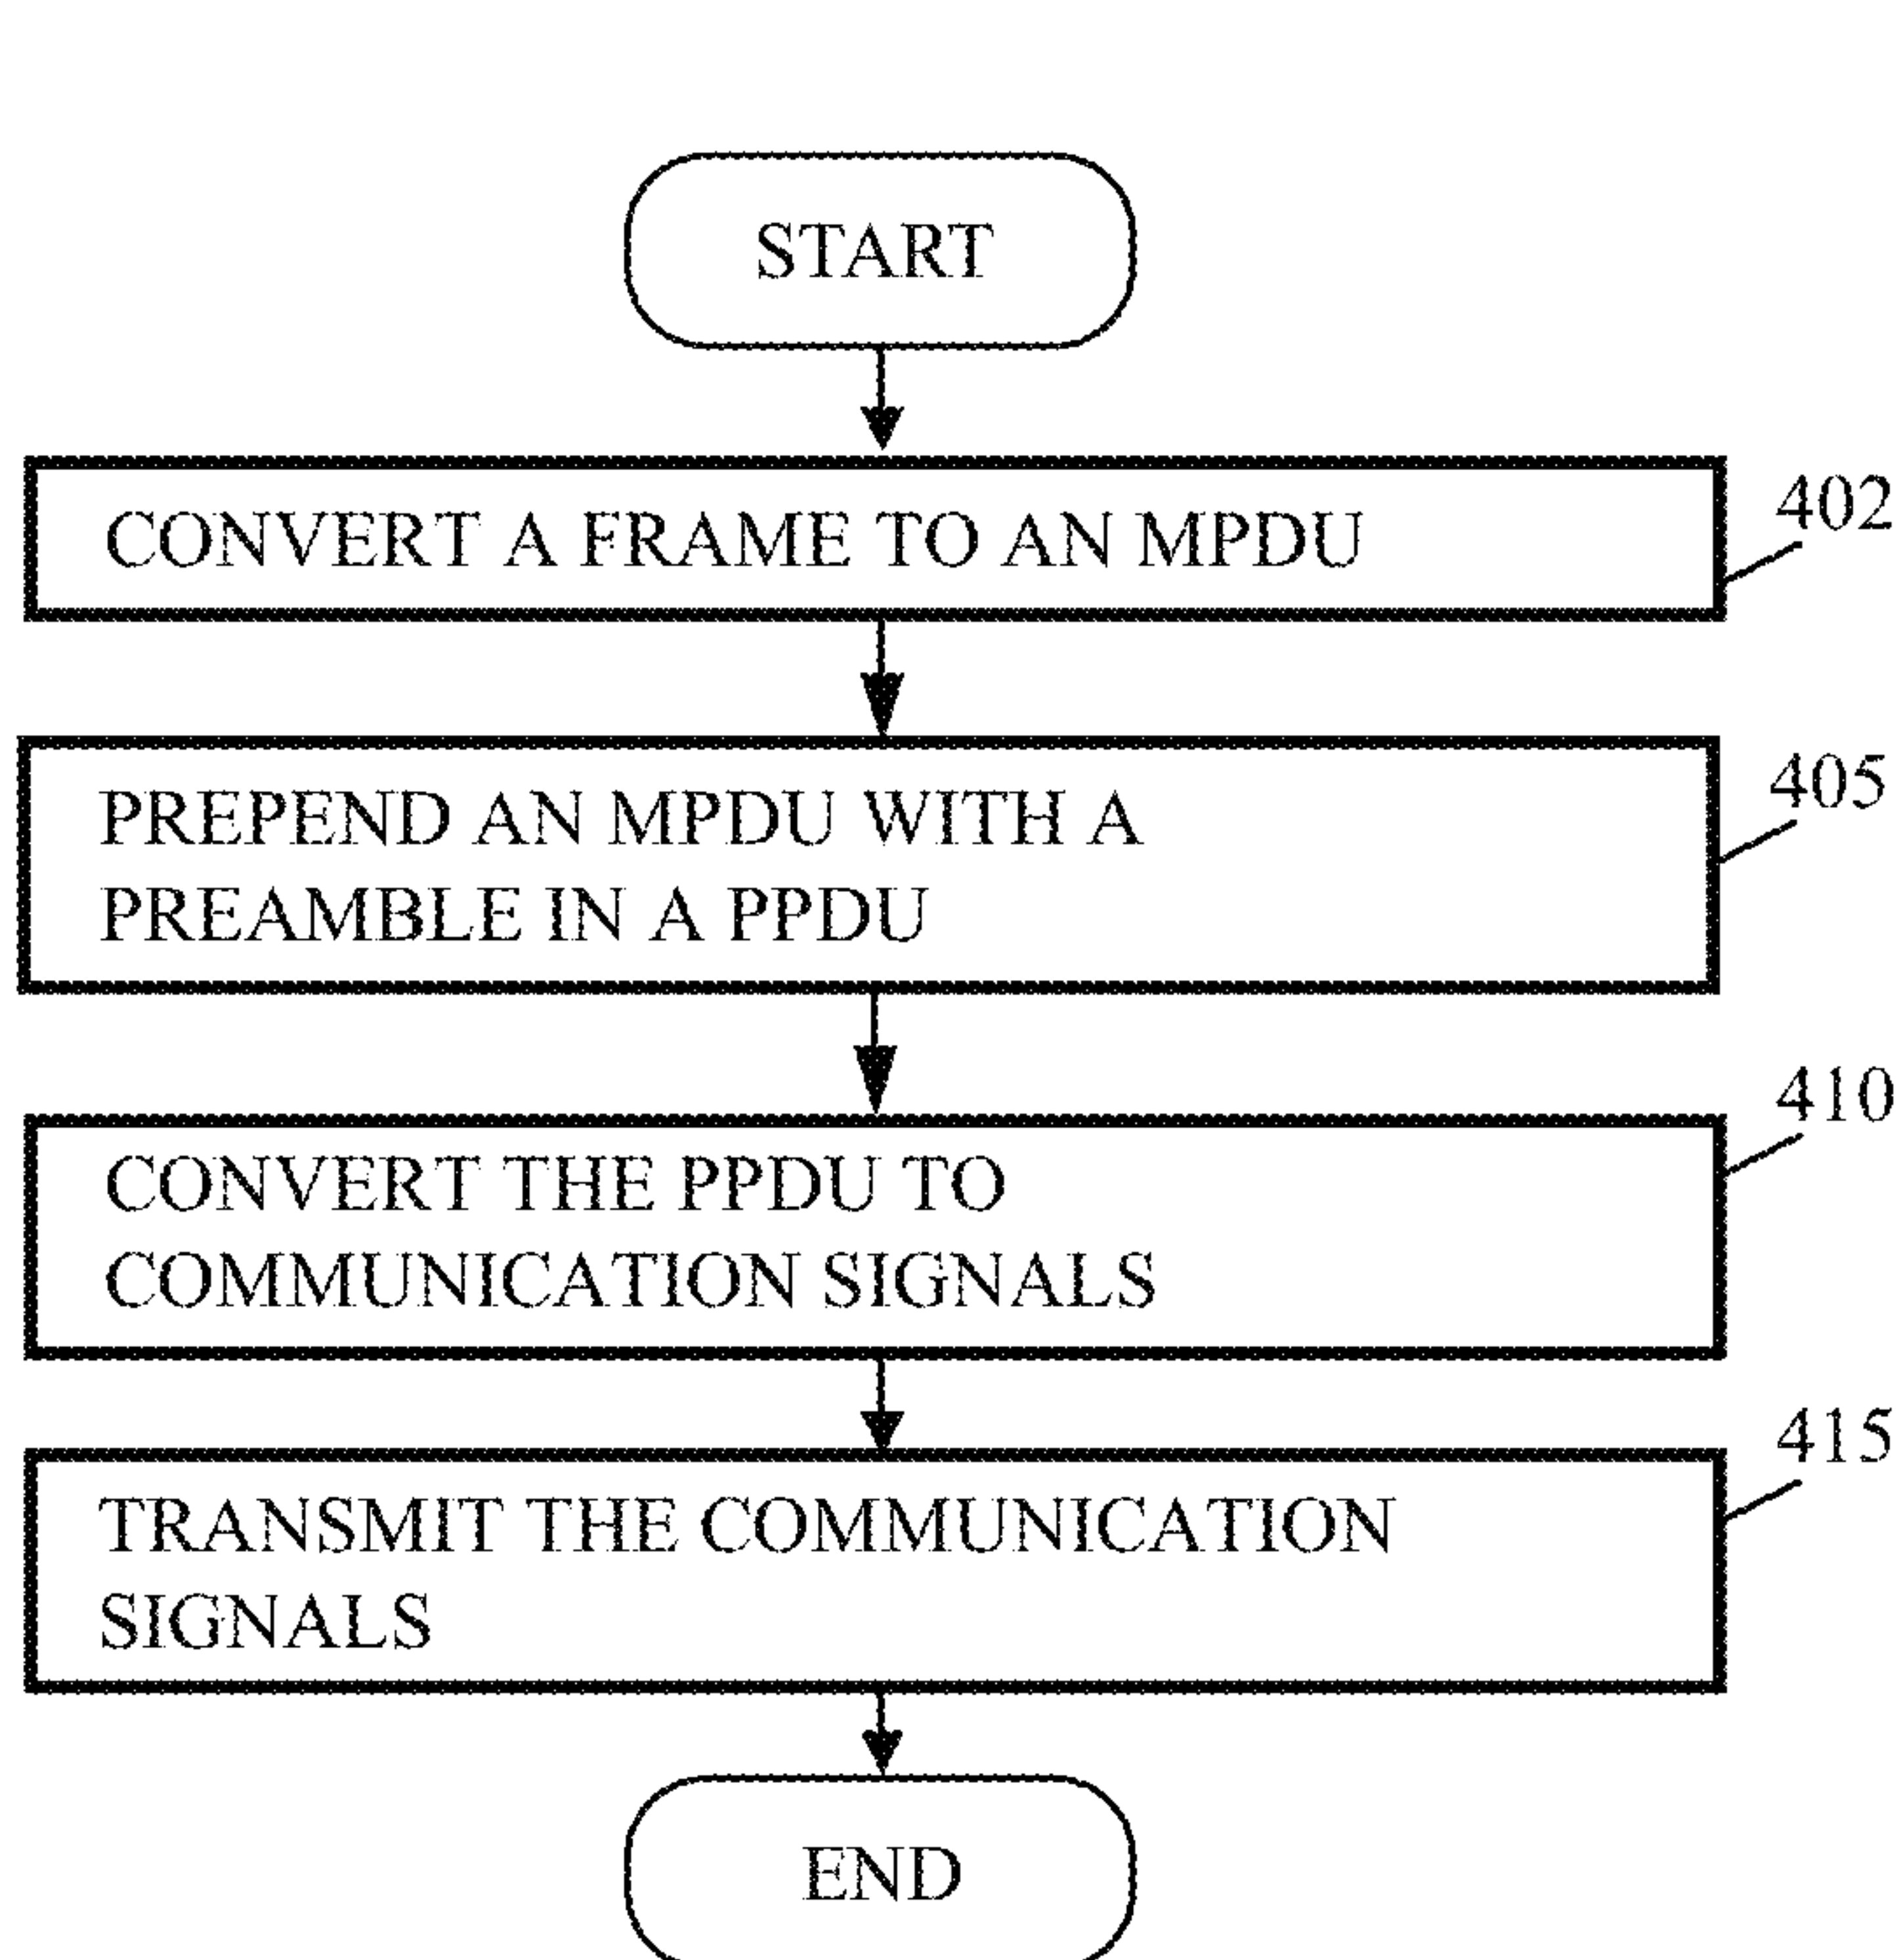 START
CONVERT A FRAME TO AN MPDU
402
PREPEND AN MPDU WITH A
PREAMBLE IN A PPDU
405
CONVERT THE PPDU TO
COMMUNICATION SIGNALS
410
TRANSMIT THE COMMUNICATION
SIGNALS
415
END